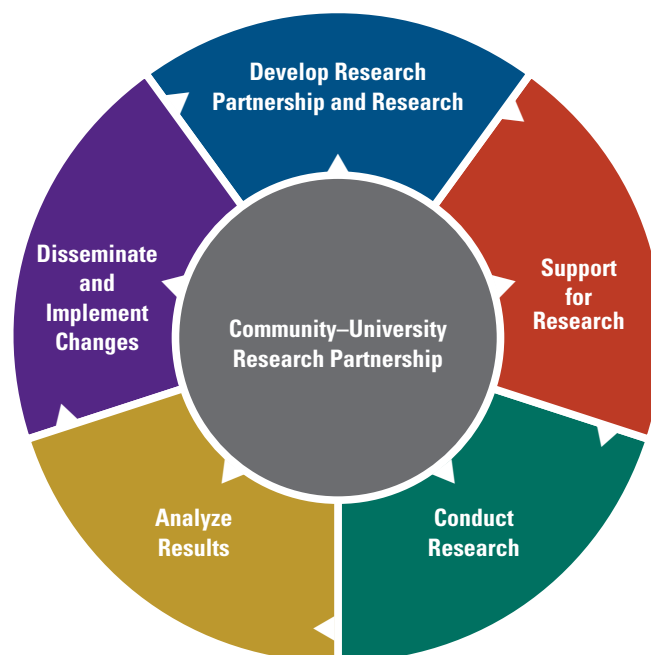 Develop Research
Partnership and Research
Support
for
Research
Conduct
Research
Analyze
Results
Disseminate
and
Implement
Changes
Community–University
Research Partnership